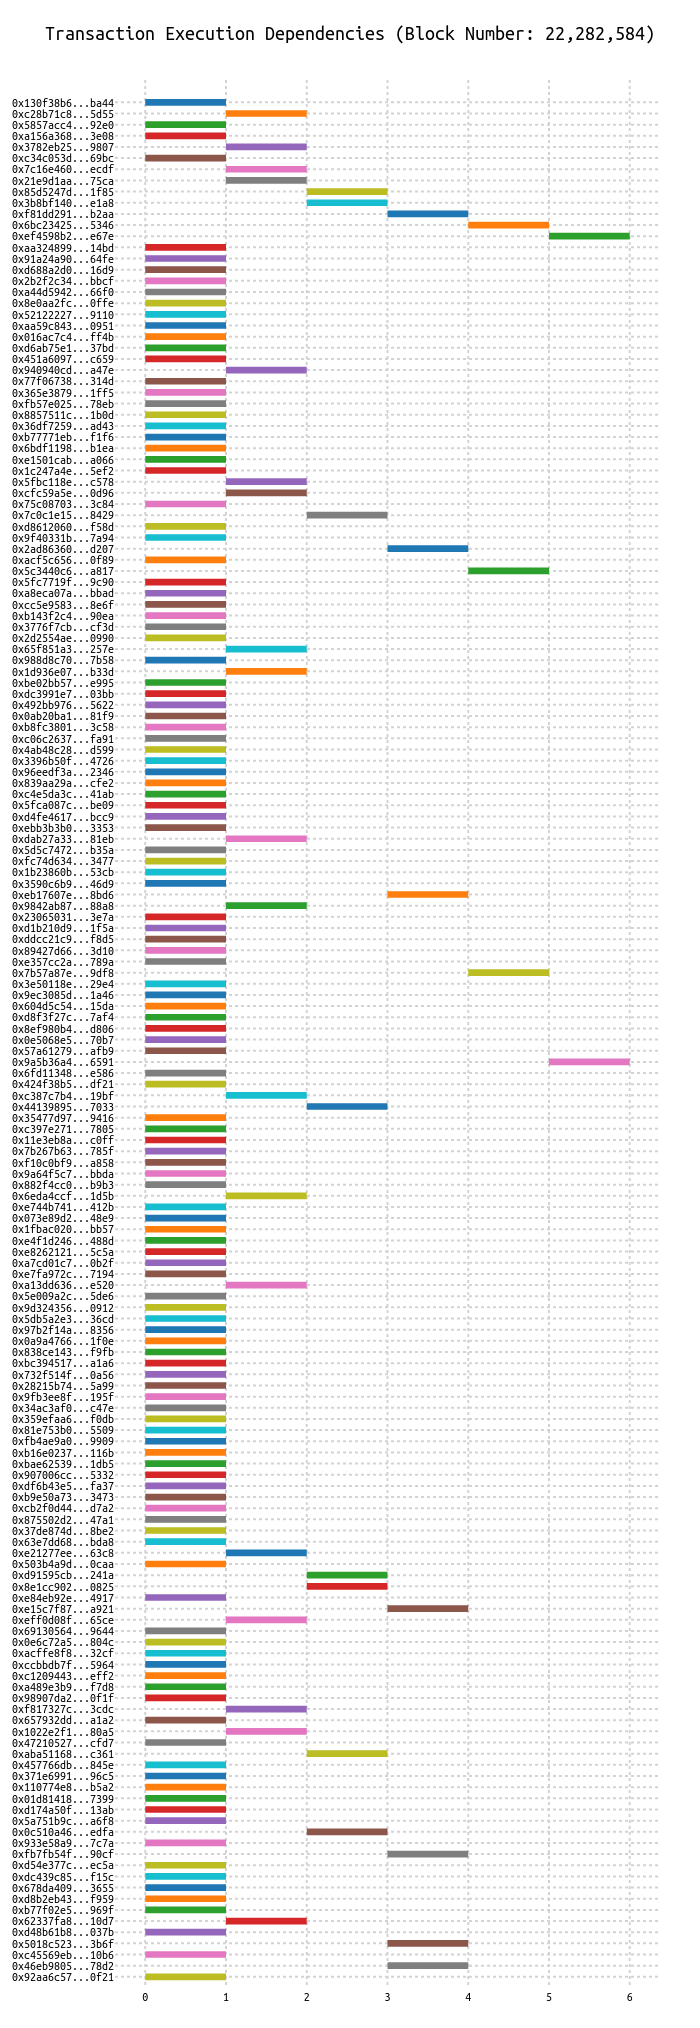 Transaction Execution Dependencies (Block Number: 22,282,584)
0x130f38b6...ba44
0xc28b71c8...5d55
0x5857acc4...92e0
0xa156a368...3e08
0x3782eb25...9807
0xc34c053d...69bc
0x7c16e460...ecdf
0x21e9d1aa...75ca
0x85d5247d...1f85
0x3b8bf140...e1a8
0xf81dd291...b2aa
0x6bc23425...5346
0xef4598b2...e67e
0xaa324899...14bd
0x91a24a90...64fe
0xd688a2d0...16d9
0x2b2f2c34...bbcf
0xa44d5942...66f0
0x8e0aa2fc...0ffe
0x52122227...9110
0xaa59c843...0951
0x016ac7c4...ff4b
0xd6ab75e1...37bd
0x451a6097...c659
0x940940cd...a47e
0x77f06738...314d
0x365e3879...1ff5
0xfb57e025...78eb
0x8857511c...1b0d
0x36df7259...ad43
0xb77771eb...f1f6
0x6bdf1198...b1ea
0xe1501cab...a066
0x1c247a4e...5ef2
0x5fbc118e...c578
0xcfc59a5e...0d96
0x75c08703...3c84
0x7c0c1e15...8429
0xd8612060...f58d
0x9f40331b...7a94
0x2ad86360...d207
0xacf5c656...0f89
0x5c3440c6...a817
0x5fc7719f...9c90
0xa8eca07a...bbad
0xcc5e9583...8e6f
0xb143f2c4...90ea
0x3776f7cb...cf3d
0x2d2554ae...0990
0x65f851a3...257e
0x988d8c70...7b58
0x1d936e07...b33d
0xbe02bb57...e995
0xdc3991e7...03bb
0x492bb976...5622
0x0ab20ba1...81f9
0xb8fc3801...3c58
0xc06c2637...fa91
0x4ab48c28...d599
0x3396b50f...4726
0x96eedf3a...2346
0x839aa29a...cfe2
0xc4e5da3c...41ab
0x5fca087c...be09
0xd4fe4617...bcc9
0xebb3b3b0...3353
0xdab27a33...81eb
0x5d5c7472...b35a
0xfc74d634...3477
0x1b23860b...53cb
0x3590c6b9...46d9
0xeb17607e...8bd6
0x9842ab87...88a8
0x23065031...3e7a
0xd1b210d9...1f5a
0xddcc21c9...f8d5
0x89427d66...3d10
0xe357cc2a...789a
0x7b57a87e...9df8
0x3e50118e...29e4
0x9ec3085d...1a46
0x604d5c54...15da
0xd8f3f27c...7af4
0x8ef980b4...d806
0x0e5068e5...70b7
0x57a61279...afb9
0x9a5b36a4...6591
0x6fd11348...e586
0x424f38b5...df21
0xc387c7b4...19bf
0x44139895...7033
0x35477d97...9416
0xc397e271...7805
0x11e3eb8a...c0ff
0x7b267b63...785f
0xf10c0bf9...a858
0x9a64f5c7...bbda
0x882f4cc0...b9b3
0x6eda4ccf...1d5b
0xe744b741...412b
0x073e89d2...48e9
0x1fbac020...bb57
0xe4f1d246...488d
0xe8262121...5c5a
0xa7cd01c7...0b2f
0xe7fa972c...7194
0xa13dd636...e520
0x5e009a2c...5de6
0x9d324356...0912
0x5db5a2e3...36cd
0x97b2f14a...8356
0x0a9a4766...1f0e
0x838ce143...f9fb
0xbc394517...a1a6
0x732f514f...0a56
0x28215b74...5a99
0x9fb3ee8f...195f
0x34ac3af0...c47e
0x359efaa6...f0db
0x81e753b0...5509
0xfb4ae9a0...9909
0xb16e0237...116b
0xbae62539...1db5
0x907006cc...5332
0xdf6b43e5...fa37
0xb9e50a73...3473
0xcb2f0d44...d7a2
0x875502d2...47a1
0x37de874d...8be2
0x63e7dd68...bda8
0xe21277ee...63c8
0x503b4a9d...0caa
0xd91595cb...241a
0x8e1cc902...0825
0xe84eb92e...4917
0xe15c7f87...a921
0xeff0d08f...65ce
0x69130564...9644
0x0e6c72a5...804c
0xacffe8f8...32cf
0xccbbdb7f...5964
0xc1209443...eff2
0xa489e3b9...f7d8
0x98907da2...0f1f
0xf817327c...3cdc
0x657932dd...a1a2
0x1022e2f1...80a5
0x47210527...cfd7
0xaba51168...c361
0x457766db...845e
0x371e6991...96c5
0x110774e8...b5a2
0x01d81418...7399
0xd174a50f...13ab
0x5a751b9c...a6f8
0x0c510a46...edfa
0x933e58a9...7c7a
0xfb7fb54f...90cf
0xd54e377c...ec5a
0xdc439c85...f15c
0x678da409...3655
0xd8b2eb43...f959
0xb77f02e5...969f
0x62337fa8...10d7
0xd48b61b8...037b
0x5018c523...3b6f
0xc45569eb...10b6
0x46eb9805...78d2
0x92aa6c57...0f21
0 1 2 3 4 5 6